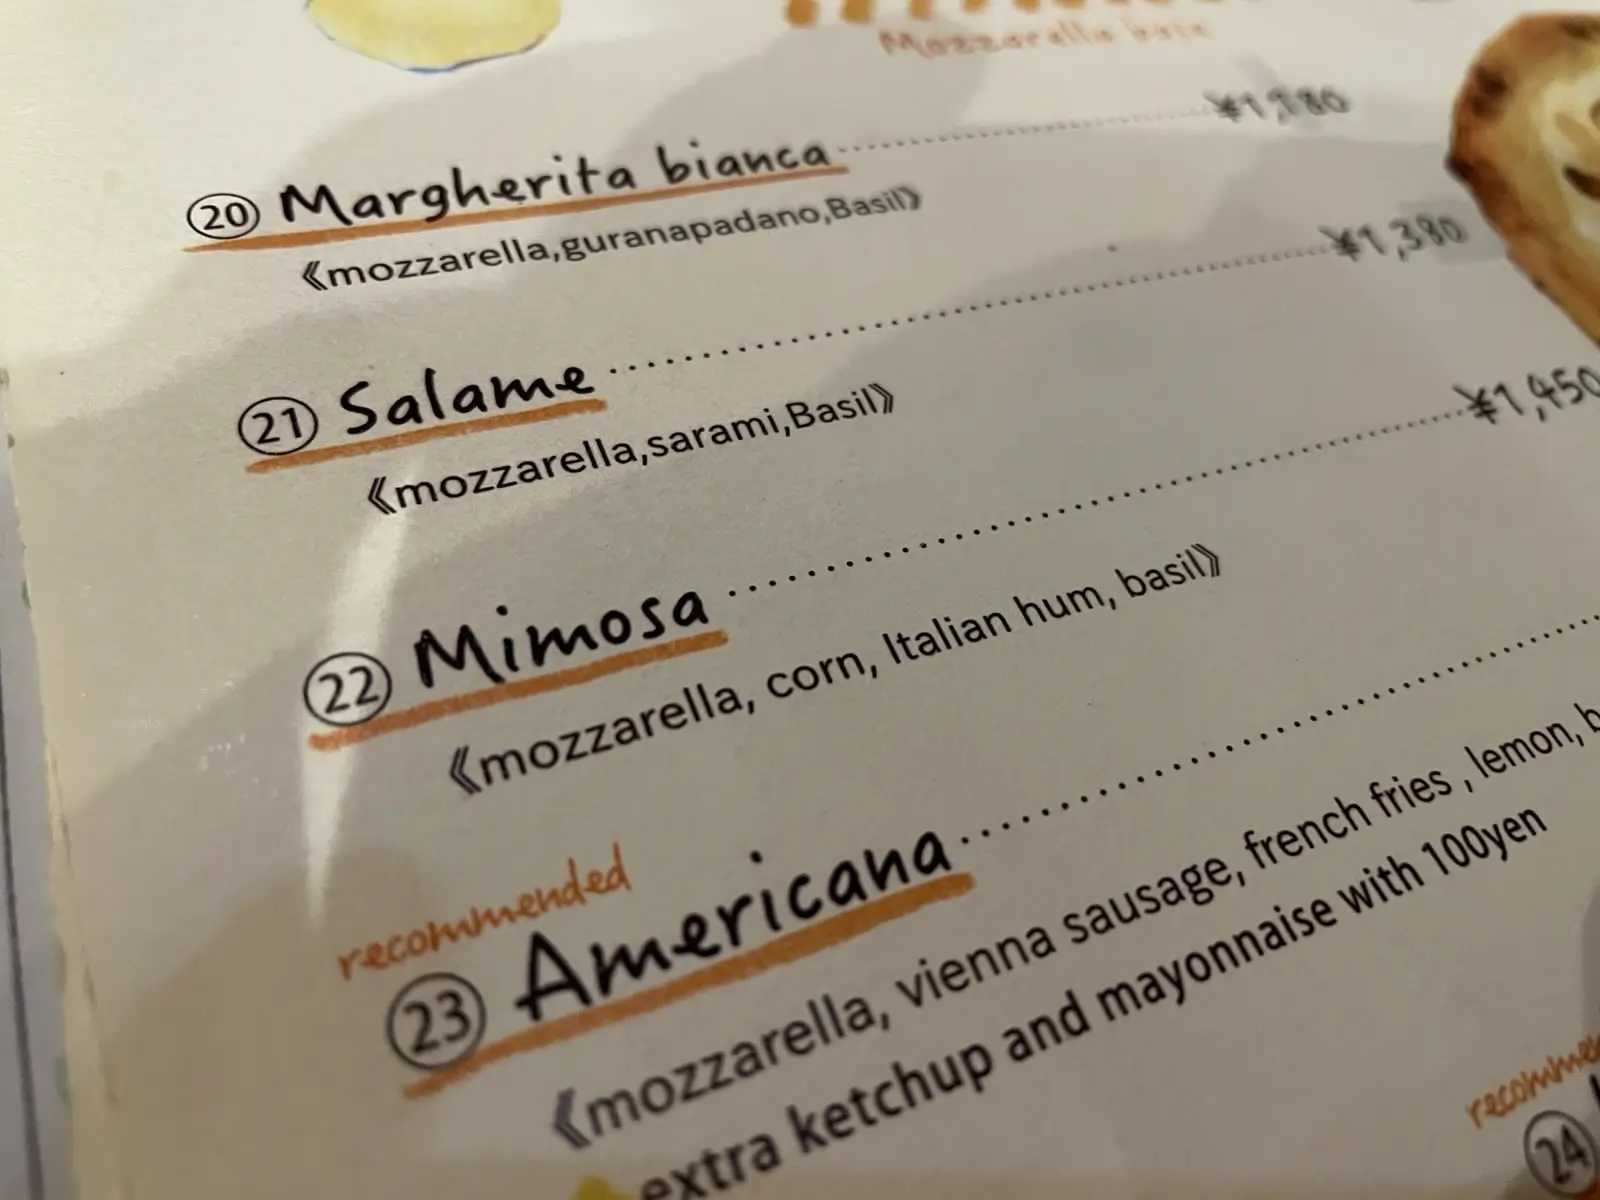 Mozzarella base
20 Margherita bianca ¥1,180
《mozzarella,guranapadano,Basil》
21 Salame ¥1,380
《mozzarella,sarami,Basil》
22 Mimosa ¥1,450
《mozzarella, corn, Italian hum, basil》
recommended
23 Americana
《mozzarella, vienna sausage, french fries , lemon, b
extra ketchup and mayonnaise with 100yen
recommen
24